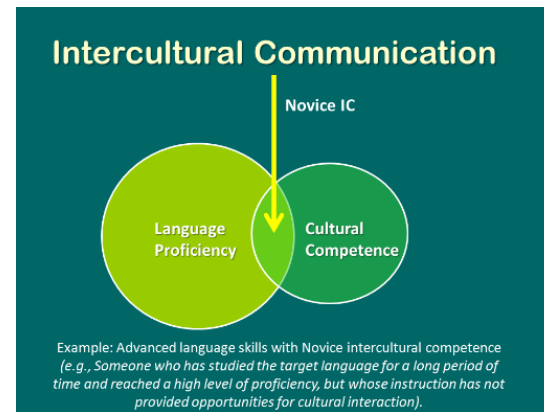 Intercultural Communication
Novice IC
Language
Proficiency
Cultural
Competence
Example: Advanced language skills with Novice intercultural competence
(e.g., Someone who has studied the target language for a long period of
time and reached a high level of proficiency, but whose instruction has not
provided opportunities for cultural interaction).